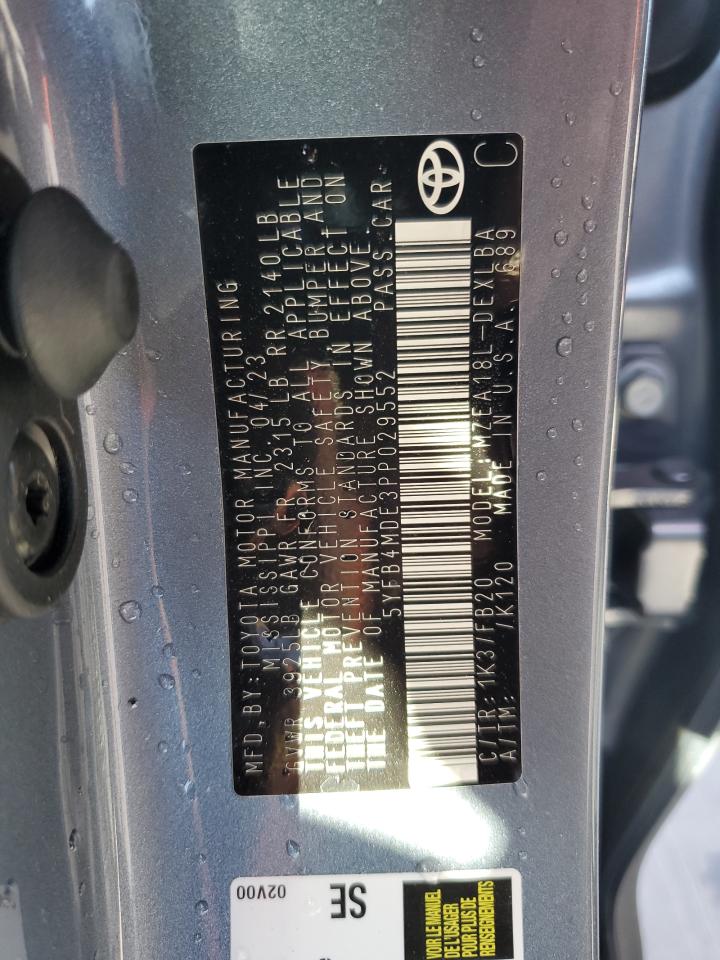 MFD. BY: TOYOTA MOTOR MANUFACTURING
MISSISSIPPI INC. 04/23
GVWR 3925LB GAWR FR 2315 LB RR 2140LB
THIS VEHICLE CONFORMS TO ALL APPLICABLE
FEDERAL MOTOR VEHICLE SAFETY, BUMPER AND
THEFT PREVENTION STANDARDS IN EFFECT ON
THE DATE OF MANUFACTURE SHOWN ABOVE.
5YFB4MDE3PP029552 PASS. CAR
C/TR: 1K3/FB20 MODEL: MZEA18L-DEXLBA
A/TM: /K120 MADE IN U.S.A. 689 C
SE
02V00
VOIR LE MANUEL
DE L'USAGER
POUR PLUS DE
RENSEIGNEMENTS